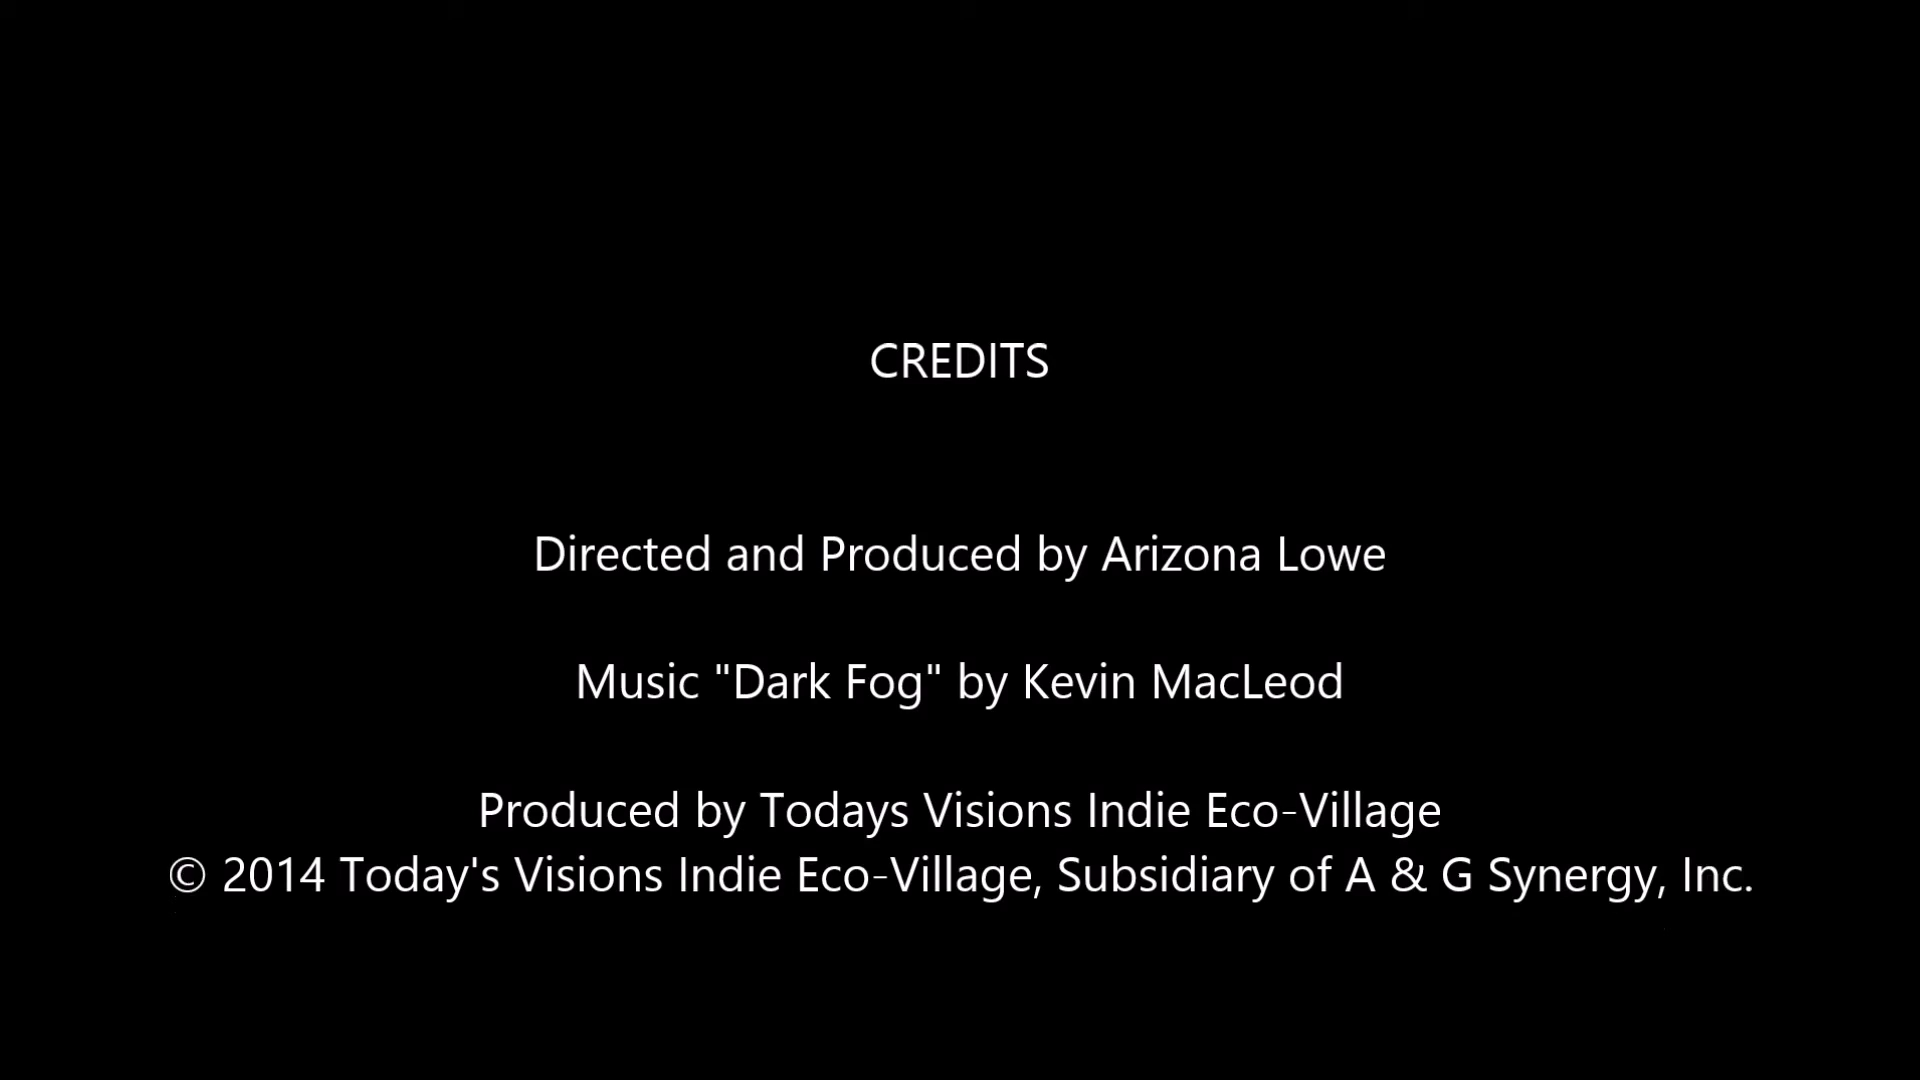 CREDITS
Directed and Produced by Arizona Lowe
Music "Dark Fog" by Kevin MacLeod
Produced by Todays Visions Indie Eco-Village
© 2014 Today's Visions Indie Eco-Village, Subsidiary of A & G Synergy, Inc.